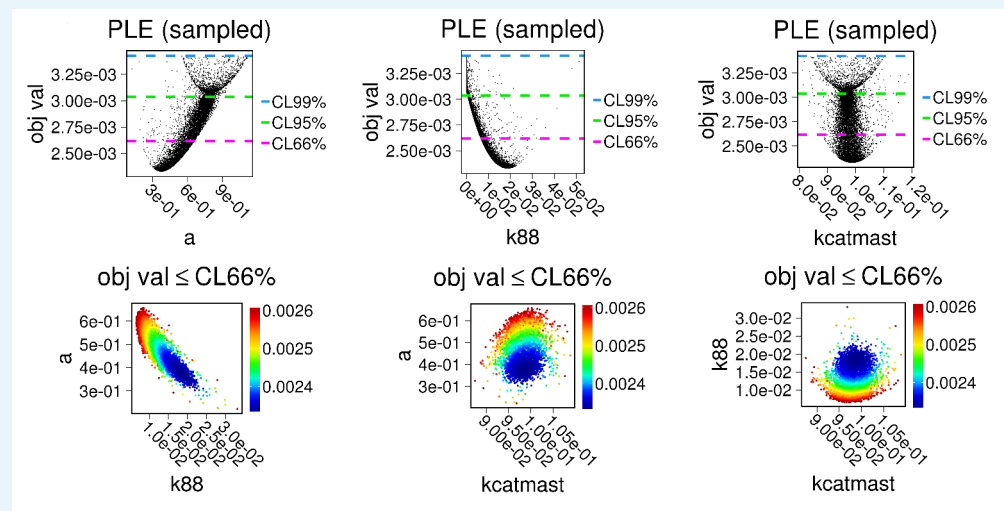 PLE (sampled)
obj val
3.25e-03
3.00e-03
2.75e-03
2.50e-03
3e-01
6e-01
9e-01
a
CL99%
CL95%
CL66%
PLE (sampled)
obj val
3.25e-03
3.00e-03
2.75e-03
2.50e-03
0e+00
1e-02
2e-02
3e-02
4e-02
5e-02
k88
CL99%
CL95%
CL66%
PLE (sampled)
obj val
3.25e-03
3.00e-03
2.75e-03
2.50e-03
8.0e-02
9.0e-02
1.0e-01
1.1e-01
1.2e-01
kcatmast
CL99%
CL95%
CL66%
obj val ≤ CL66%
a
6e-01
5e-01
4e-01
3e-01
1.0e-02
1.5e-02
2.0e-02
2.5e-02
3.0e-02
k88
0.0026
0.0025
0.0024
obj val ≤ CL66%
a
6e-01
5e-01
4e-01
3e-01
9.00e-02
9.50e-02
1.00e-01
1.05e-01
kcatmast
0.0026
0.0025
0.0024
obj val ≤ CL66%
k88
3.0e-02
2.5e-02
2.0e-02
1.5e-02
1.0e-02
9.00e-02
9.50e-02
1.00e-01
1.05e-01
kcatmast
0.0026
0.0025
0.0024